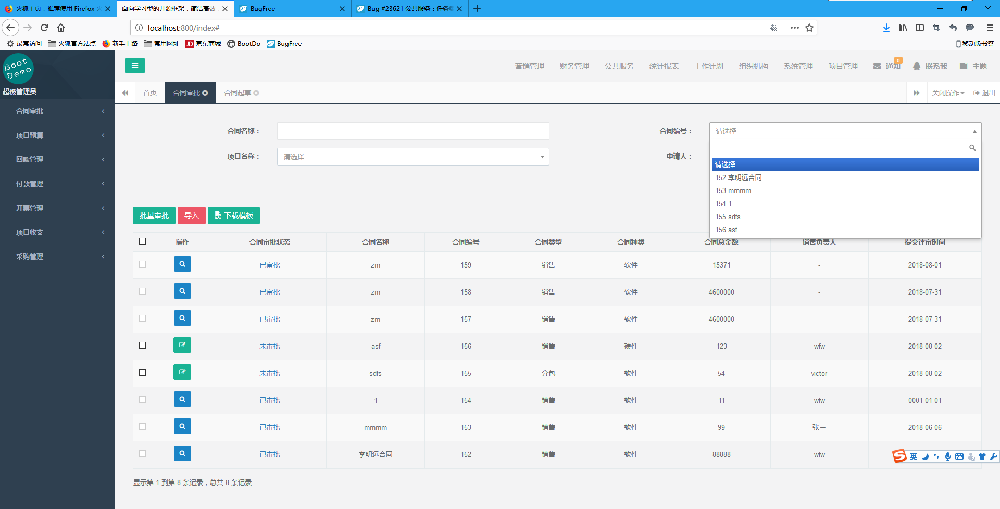 火狐主页，推荐使用 Firefox
面向学习型的开源框架，简洁高效
BugFree
Bug #23621 公共服务：任务
localhost:800/index#
最常访问
火狐官方站点
新手上路
常用网址
JD 京东商城
BootDo
BugFree
移动版书签
Boot
Demo
超级管理员
营销管理
财务管理
公共服务
统计报表
工作计划
组织机构
系统管理
项目管理
通知
0
联系我
主题
首页
合同审批
合同起草
关闭操作
退出
合同审批
项目预算
回款管理
付款管理
开票管理
项目收支
采购管理
合同名称：
合同编号：
请选择
项目名称：
请选择
申请人：
请选择
152 李明远合同
153 mmmm
154 1
155 sdfs
156 asf
批量审批
导入
下载模板
操作 合同审批状态 合同名称 合同编号 合同类型 合同种类 合同总金额 销售负责人 提交评审时间
已审批 zm 159 销售 软件 15371 - 2018-08-01
已审批 zm 158 销售 软件 4600000 - 2018-07-31
已审批 zm 157 销售 软件 4600000 - 2018-07-31
未审批 asf 156 销售 硬件 123 wfw 2018-08-02
未审批 sdfs 155 分包 软件 54 victor 2018-08-02
已审批 1 154 销售 软件 11 wfw 0001-01-01
已审批 mmmm 153 销售 软件 99 张三 2018-06-06
已审批 李明远合同 152 销售 软件 88888 wfw
S 英
显示第 1 到第 8 条记录，总共 8 条记录